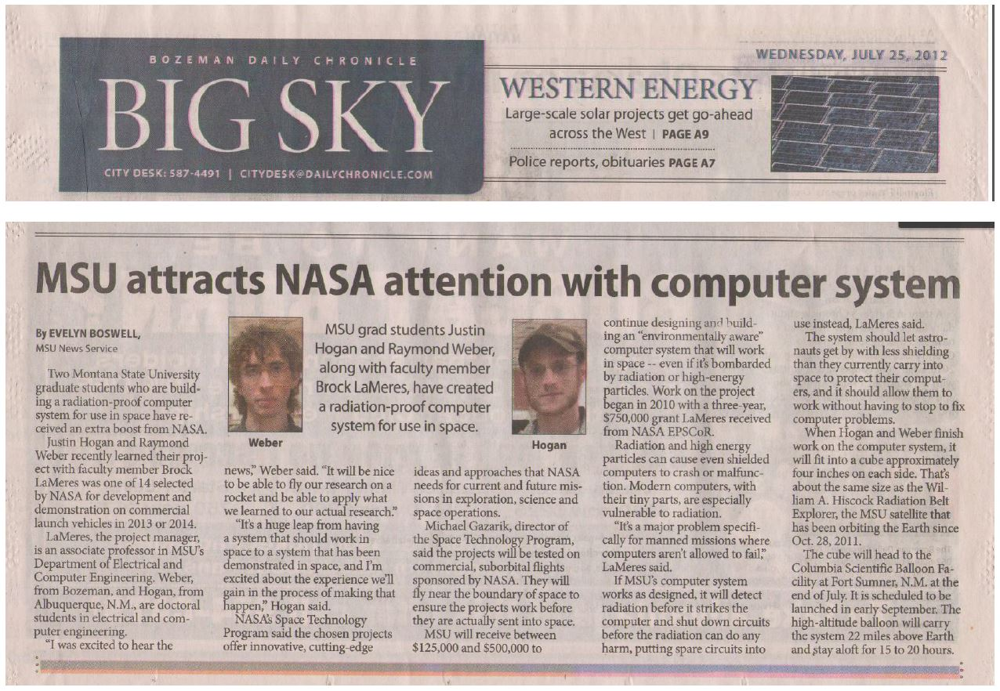 WEDNESDAY, JULY 25, 2012
BOZEMAN DAILY CHRONICLE
BIG SKY
CITY DESK: 587-4491 | CITYDESK@DAILYCHRONICLE.COM
WESTERN ENERGY
Large-scale solar projects get go-ahead
across the West | PAGE A9
Police reports, obituaries PAGE A7
MSU attracts NASA attention with computer system
By EVELYN BOSWELL,
MSU News Service
Two Montana State University
graduate students who are build-
ing a radiation-proof computer
system for use in space have re-
ceived an extra boost from NASA.
Justin Hogan and Raymond
Weber recently learned their proj-
ect with faculty member Brock
LaMeres was one of 14 selected
by NASA for development and
demonstration on commercial
launch vehicles in 2013 or 2014.
LaMeres, the project manager,
is an associate professor in MSU's
Department of Electrical and
Computer Engineering. Weber,
from Bozeman, and Hogan, from
Albuquerque, N.M., are doctoral
students in electrical and com-
puter engineering.
"I was excited to hear the
Weber
MSU grad students Justin
Hogan and Raymond Weber,
along with faculty member
Brock LaMeres, have created
a radiation-proof computer
system for use in space.
Hogan
news," Weber said. "It will be nice
to be able to fly our research on a
rocket and be able to apply what
we learned to our actual research."
"It's a huge leap from having
a system that should work in
space to a system that has been
demonstrated in space, and I'm
excited about the experience we'll
gain in the process of making that
happen," Hogan said.
NASA's Space Technology
Program said the chosen projects
offer innovative, cutting-edge
ideas and approaches that NASA
needs for current and future mis-
sions in exploration, science and
space operations.
Michael Gazarik, director of
the Space Technology Program,
said the projects will be tested on
commercial, suborbital flights
sponsored by NASA. They will
fly near the boundary of space to
ensure the projects work before
they are actually sent into space.
MSU will receive between
$125,000 and $500,000 to
continue designing and build-
ing an "environmentally aware"
computer system that will work
in space -- even if it's bombarded
by radiation or high-energy
particles. Work on the project
began in 2010 with a three-year,
$750,000 grant LaMeres received
from NASA EPSCoR.
Radiation and high energy
particles can cause even shielded
computers to crash or malfunc-
tion. Modern computers, with
their tiny parts, are especially
vulnerable to radiation.
"It's a major problem specifi-
cally for manned missions where
computers aren't allowed to fail,"
LaMeres said.
If MSU's computer system
works as designed, it will detect
radiation before it strikes the
computer and shut down circuits
before the radiation can do any
harm, putting spare circuits into
use instead, LaMeres said.
The system should let astro-
nauts get by with less shielding
than they currently carry into
space to protect their comput-
ers, and it should allow them to
work without having to stop to fix
computer problems.
When Hogan and Weber finish
work on the computer system, it
will fit into a cube approximately
four inches on each side. That's
about the same size as the Wil-
liam A. Hiscock Radiation Belt
Explorer, the MSU satellite that
has been orbiting the Earth since
Oct. 28, 2011.
The cube will head to the
Columbia Scientific Balloon Fa-
cility at Fort Sumner, N.M. at the
end of July. It is scheduled to be
launched in early September. The
high-altitude balloon will carry
the system 22 miles above Earth
and stay aloft for 15 to 20 hours.